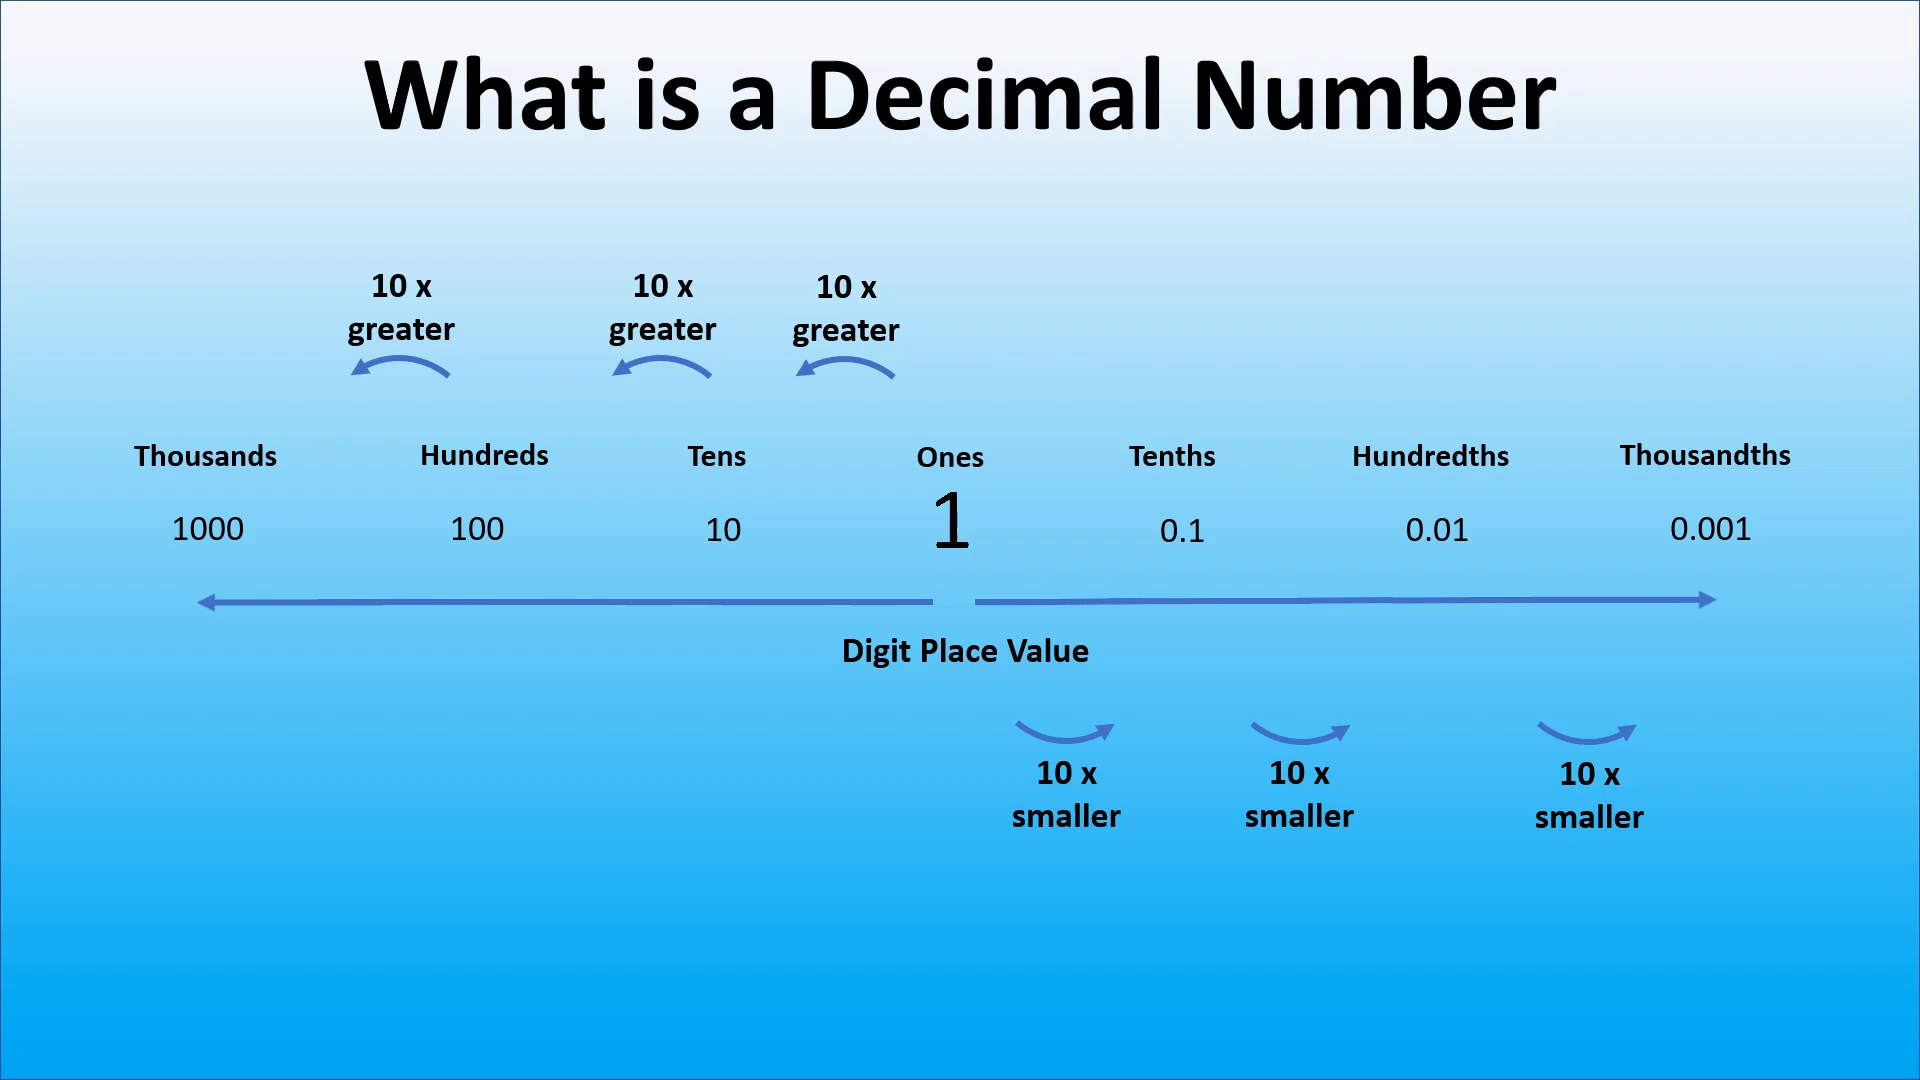 What is a Decimal Number
10 x
greater
10 x
greater
10 x
greater
Thousands
Hundreds
Tens
Ones
Tenths
Hundredths
Thousandths
1000
100
10
1
0.1
0.01
0.001
Digit Place Value
10 x
smaller
10 x
smaller
10 x
smaller